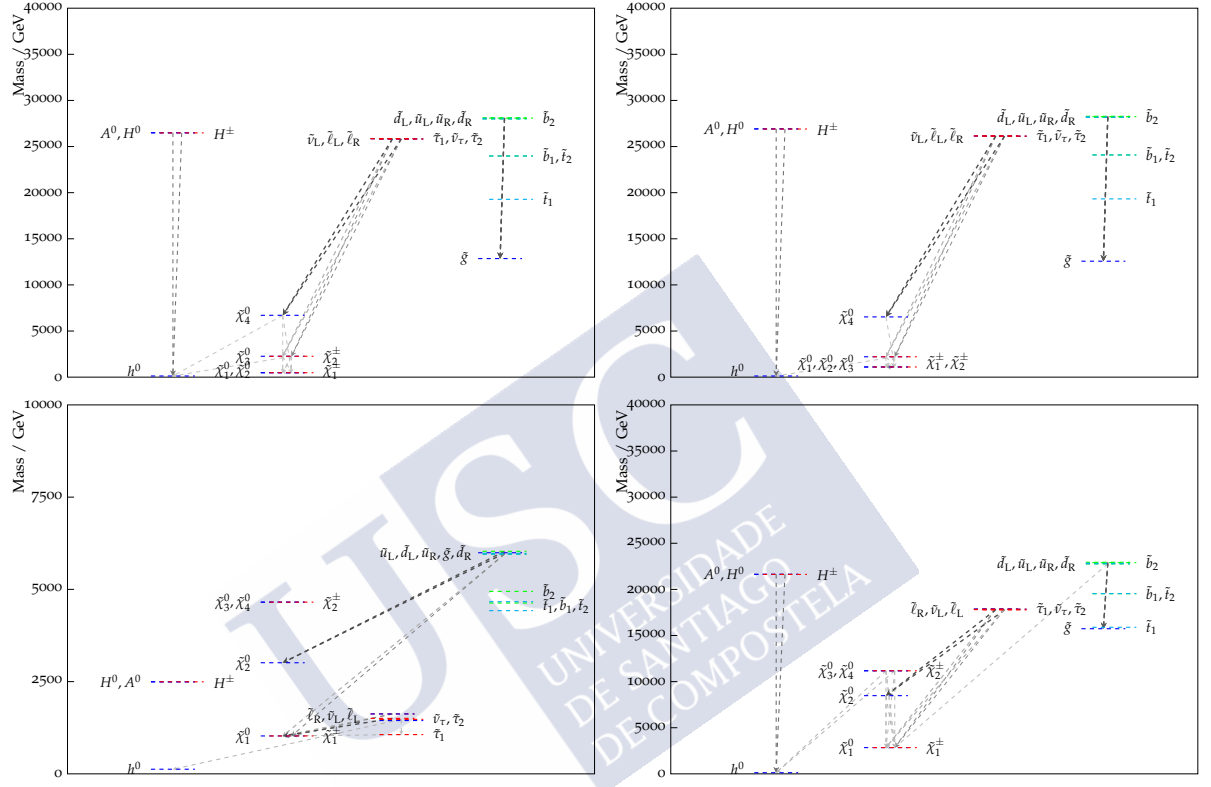 Mass / GeV
40000
35000
30000
25000
20000
15000
10000
5000
0
A⁰, H⁰
H±
ν̃L, ℓ̃L, ℓ̃R
τ̃1, ν̃τ, τ̃2
d̃L, ũL, ũR, d̃R
b̃2
b̃1, t̃2
t̃1
g̃
χ̃⁰4
χ̃⁰3
χ̃±2
χ̃⁰1, χ̃⁰2
χ̃±1
h⁰
Mass / GeV
40000
35000
30000
25000
20000
15000
10000
5000
0
A⁰, H⁰
H±
ν̃L, ℓ̃L, ℓ̃R
τ̃1, ν̃τ, τ̃2
d̃L, ũL, ũR, d̃R
b̃2
b̃1, t̃2
t̃1
g̃
χ̃⁰4
χ̃⁰1, χ̃⁰2, χ̃⁰3
χ̃±1, χ̃±2
h⁰
Mass / GeV
10000
7500
5000
2500
0
ũL, d̃L, ũR, g̃, d̃R
b̃2
t̃1, b̃1, t̃2
χ̃⁰3, χ̃⁰4
χ̃±2
χ̃⁰2
H⁰, A⁰
H±
ℓ̃R, ν̃L, ℓ̃L
ν̃τ, τ̃2
τ̃1
χ̃⁰1
χ̃±1
h⁰
Mass / GeV
40000
35000
30000
25000
20000
15000
10000
5000
0
A⁰, H⁰
H±
ℓ̃R, ν̃L, ℓ̃L
τ̃1, ν̃τ, τ̃2
d̃L, ũL, ũR, d̃R
b̃2
b̃1, t̃2
g̃
t̃1
χ̃⁰3, χ̃⁰4
χ̃±2
χ̃⁰2
χ̃⁰1
χ̃±1
h⁰
USC
UNIVERSIDADE
DE SANTIAGO
DE COMPOSTELA